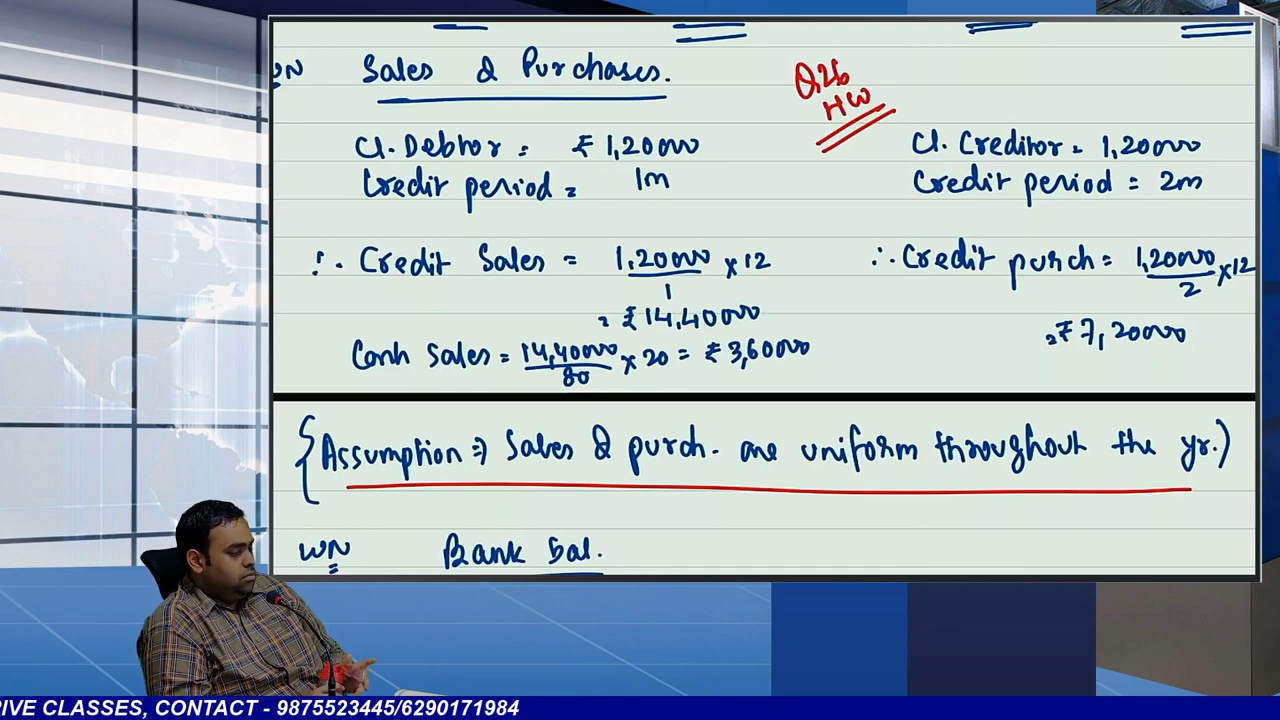 WN Sales & Purchases.
Q.26
HW
Cl. Debtor = ₹ 1,20000
Credit period = 1m
Cl. Creditor = 1,20000
Credit period = 2m
∴ Credit Sales = 1,20000/1 x 12
= ₹14,40000
Cash Sales = 14,40000/80 x 20 = ₹3,60000
∴ Credit purch = 1,20000/2 x 12
= ₹7,20000
{Assumption ⇒ Sales & purch. are uniform throughout the yr.)
WN Bank Bal.
RIVE CLASSES, CONTACT - 9875523445/6290171984